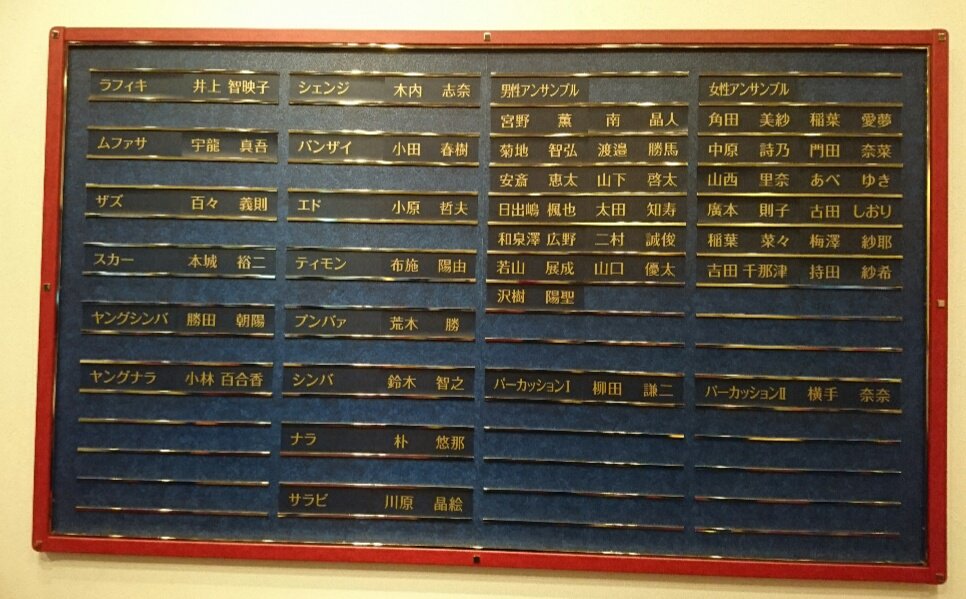 ラフィキ 井上 智映子
ムファサ 宇龍 真吾
ザズ 百々 義則
スカー 本城 裕二
ヤングシンバ 勝田 朝陽
ヤングナラ 小林 百合香
シェンジ 木内 志奈
バンザイ 小田 春樹
エド 小原 哲夫
ティモン 布施 陽由
プンバァ 荒木 勝
シンバ 鈴木 智之
ナラ 朴 悠那
サラビ 川原 晶絵
男性アンサンブル
宮野 薫 南 晶人
菊地 智弘 渡邉 勝馬
安斎 恵太 山下 啓太
日出嶋 楓也 太田 知寿
和泉澤 広野 二村 誠俊
若山 展成 山口 優太
沢樹 陽聖
パーカッションⅠ 柳田 謙二
女性アンサンブル
角田 美紗 稲葉 愛夢
中原 詩乃 門田 奈菜
山西 里奈 あべ ゆき
廣本 則子 古田 しおり
稲葉 菜々 梅澤 紗耶
吉田 千那津 持田 紗希
パーカッションⅡ 横手 奈奈